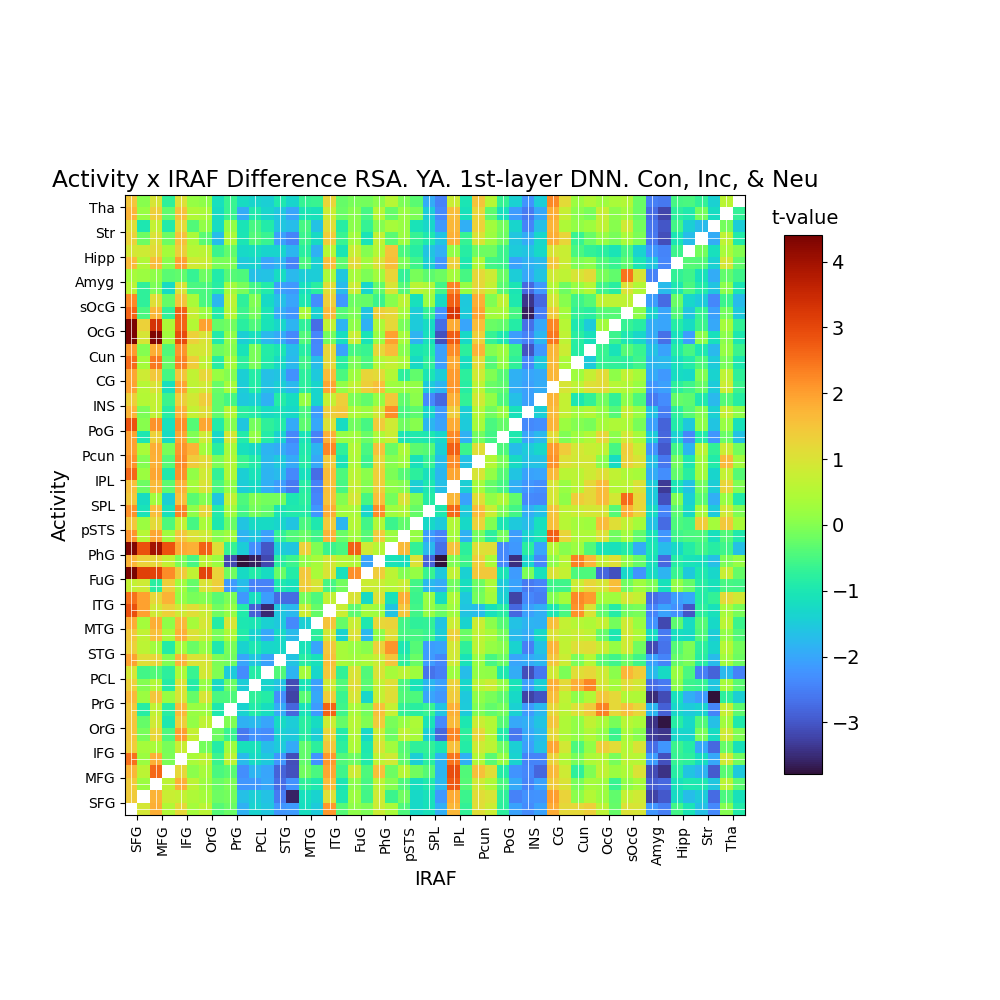 Activity x IRAF Difference RSA. YA. 1st-layer DNN. Con, Inc, & Neu
t-value
Tha
Str
Hipp
Amyg
sOcG
OcG
Cun
CG
INS
PoG
Pcun
IPL
SPL
pSTS
PhG
FuG
ITG
MTG
STG
PCL
PrG
OrG
IFG
MFG
SFG
Activity
4
3
2
1
0
−1
−2
−3
SFG
MFG
IFG
OrG
PrG
PCL
STG
MTG
ITG
FuG
PhG
pSTS
SPL
IPL
Pcun
PoG
INS
CG
Cun
OcG
sOcG
Amyg
Hipp
Str
Tha
IRAF